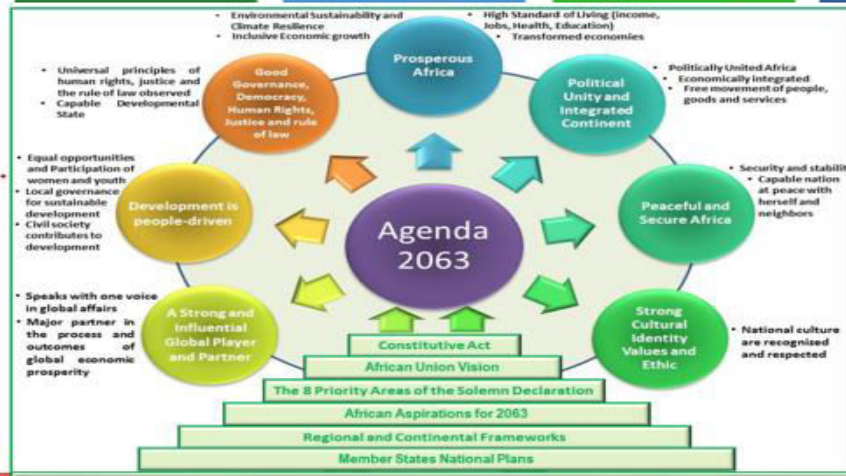 • Environmental Sustainability and
Climate Resilience
• Inclusive Economic growth
• High Standard of Living (Income,
Jobs, Health, Education)
• Transformed economies
Prosperous
Africa
• Universal principles of
human rights, justice and
the rule of law observed
• Capable Developmental
State
Good
Governance,
Democracy,
Human Rights,
Justice and rule
of law
Political
Unity and
Integrated
Continent
• Politically United Africa
• Economically integrated
• Free movement of people,
goods and services
• Equal opportunities
and Participation of
women and youth
• Local governance
for sustainable
development
• Civil society
contributes to
development
Development is
people-driven
Agenda
2063
Peaceful and
Secure Africa
• Security and stabilit
• Capable nation
at peace with
herself and
neighbors
• Speaks with one voice
in global affairs
• Major partner in
the process and
outcomes of
global economic
prosperity
A Strong and
Influential
Global Player
and Partner
Strong
Cultural
Identity
Values and
Ethic
• National culture
are recognized
and respected
Constitutive Act
African Union Vision
The 8 Priority Areas of the Solemn Declaration
African Aspirations for 2063
Regional and Continental Frameworks
Member States National Plans